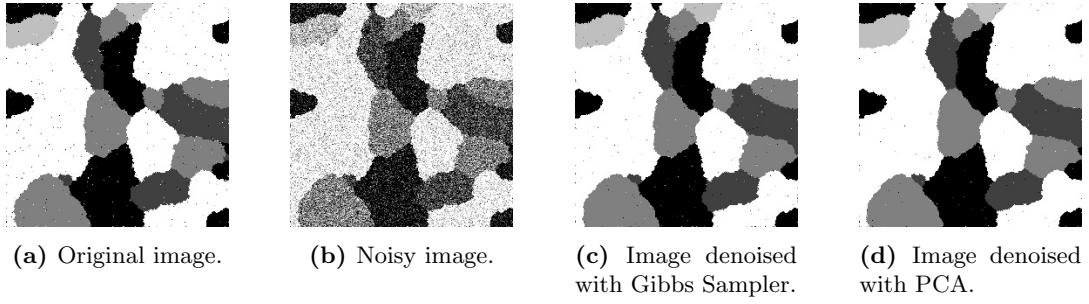 (a) Original image.
(b) Noisy image.
(c) Image denoised
with Gibbs Sampler.
(d) Image denoised
with PCA.